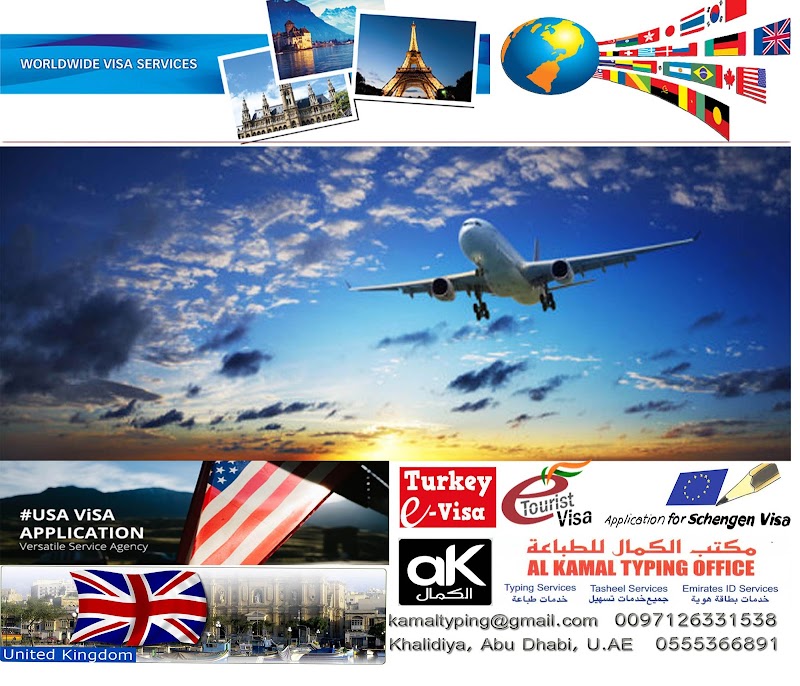 WORLDWIDE VISA SERVICES
#USA ViSA
APPLICATION
Versatile Service Agency
Turkey
e-Visa
e Tourist
Visa
Application for Schengen Visa
aK
الكمال
مكتب الكمال للطباعة
AL KAMAL TYPING OFFICE
Typing Services Tasheel Services Emirates ID Services
خدمات طباعة جميع خدمات تسهيل خدمات بطاقة هوية
kamaltyping@gmail.com 0097126331538
Khalidiya, Abu Dhabi, U.AE 0555366891
United Kingdom